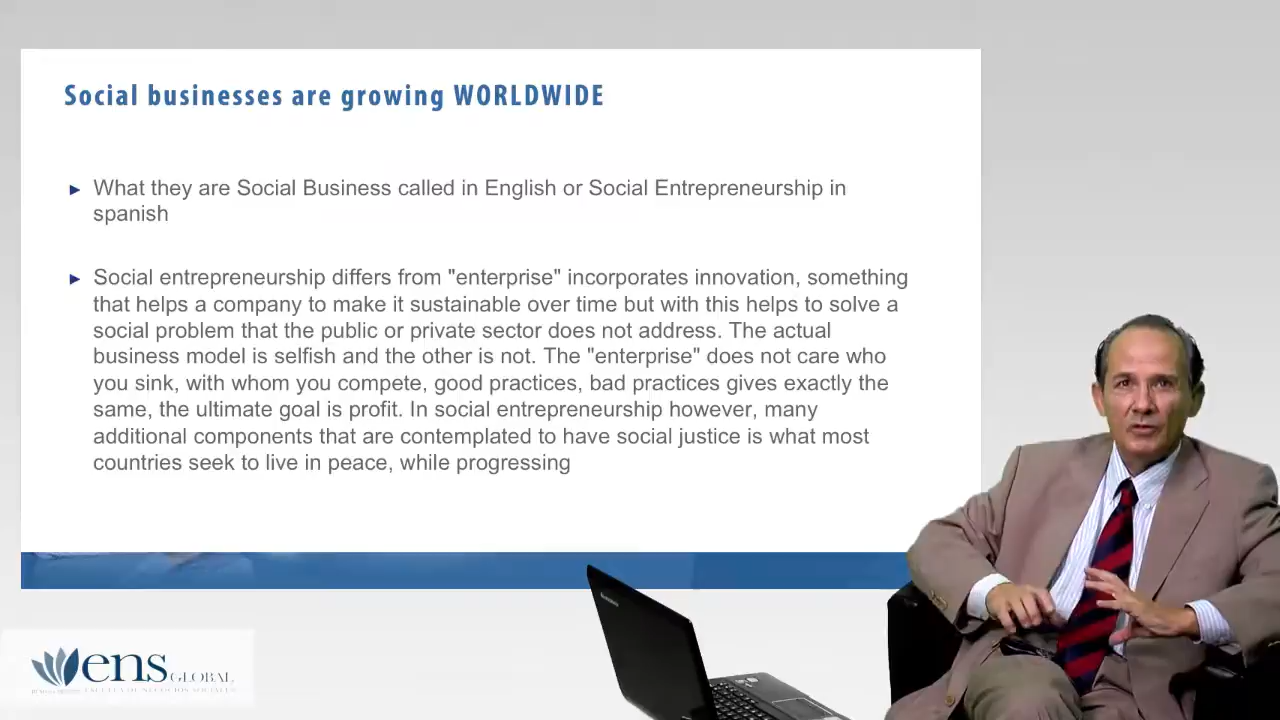 Social businesses are growing WORLDWIDE
What they are Social Business called in English or Social Entrepreneurship in
spanish
Social entrepreneurship differs from "enterprise" incorporates innovation, something
that helps a company to make it sustainable over time but with this helps to solve a
social problem that the public or private sector does not address. The actual
business model is selfish and the other is not. The "enterprise" does not care who
you sink, with whom you compete, good practices, bad practices gives exactly the
same, the ultimate goal is profit. In social entrepreneurship however, many
additional components that are contemplated to have social justice is what most
countries seek to live in peace, while progressing
ens GLOBAL
ESCUELA DE NEGOCIOS SOCIALES